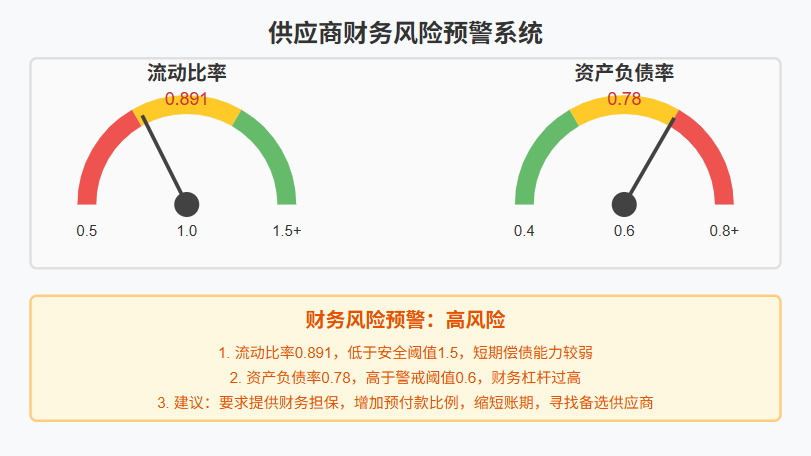 供应商财务风险预警系统
流动比率
资产负债率
0.891
0.78
0.5
1.0
1.5+
0.4
0.6
0.8+
财务风险预警：高风险
1. 流动比率0.891，低于安全阈值1.5，短期偿债能力较弱
2. 资产负债率0.78，高于警戒阈值0.6，财务杠杆过高
3. 建议：要求提供财务担保，增加预付款比例，缩短账期，寻找备选供应商